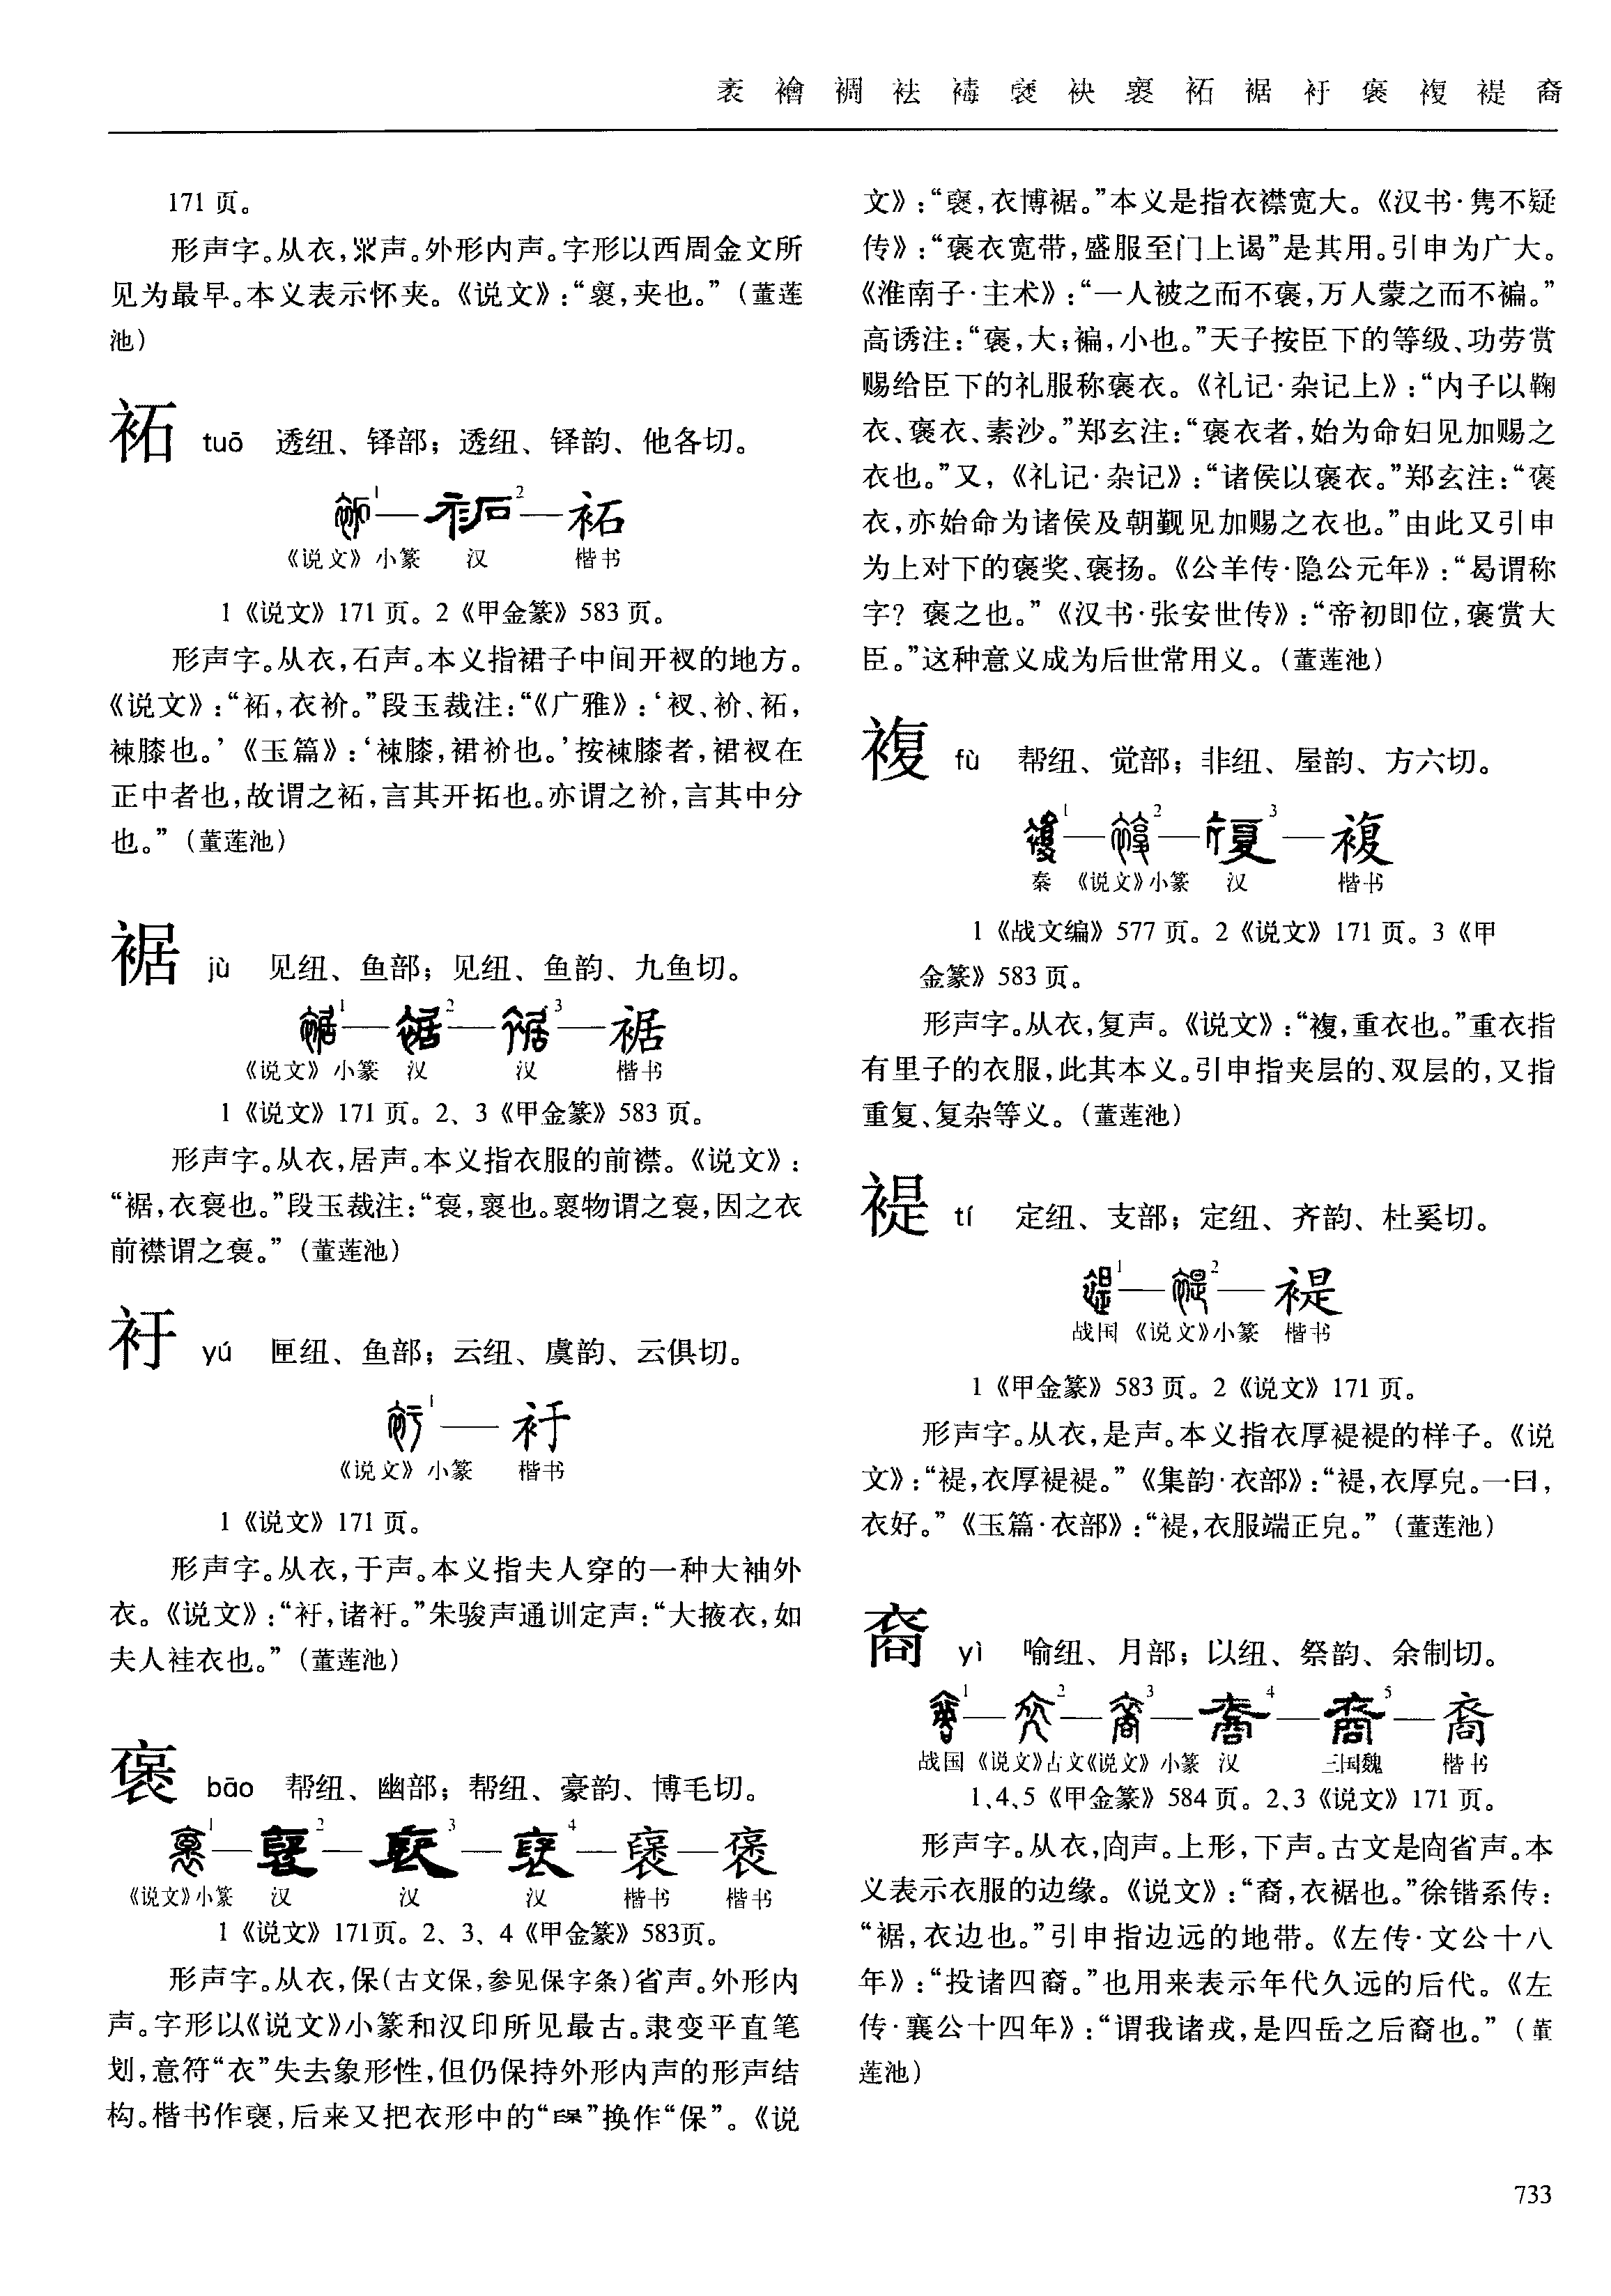 袌 襘 裯 袪 𧛔 褎 袂 褱 袥 裾 衧 褒 複 褆 裔
171 页。
形声字。从衣,眔声。外形内声。字形以西周金文所
见为最早。本义表示怀夹。《说文》:“褱,夹也。”(董莲
池)
袥 tuō 透纽、铎部；透纽、铎韵、他各切。
1 2
《说文》小篆 汉 楷书
1《说文》171 页。2《甲金篆》583 页。
形声字。从衣,石声。本义指裙子中间开衩的地方。
《说文》:“袥,衣衸。”段玉裁注:“《广雅》:‘衩、衸、袥,
𧙕膝也。’《玉篇》:‘𧙕膝,裙衸也。’按𧙕膝者,裙衩在
正中者也,故谓之袥,言其开拓也。亦谓之衸,言其中分
也。”(董莲池)
裾 jù 见纽、鱼部；见纽、鱼韵、九鱼切。
1 2 3 裾
《说文》小篆 汉 汉 楷书
1《说文》171 页。2、3《甲金篆》583 页。
形声字。从衣,居声。本义指衣服的前襟。《说文》:
“裾,衣袌也。”段玉裁注:“袌,褱也。褱物谓之袌,因之衣
前襟谓之袌。”(董莲池)
衧 yú 匣纽、鱼部；云纽、虞韵、云俱切。
1 衧
《说文》小篆 楷书
1《说文》171 页。
形声字。从衣,于声。本义指夫人穿的一种大袖外
衣。《说文》:“衧,诸衧。”朱骏声通训定声:“大掖衣,如
夫人袿衣也。”(董莲池)
褒 bāo 帮纽、幽部；帮纽、豪韵、博毛切。
1 2 3 4 襃 褒
《说文》小篆 汉 汉 汉 楷书 楷书
1《说文》171页。2、3、4《甲金篆》583页。
形声字。从衣,保(古文保,参见保字条)省声。外形内
声。字形以《说文》小篆和汉印所见最古。隶变平直笔
划,意符“衣”失去象形性,但仍保持外形内声的形声结
构。楷书作襃,后来又把衣形中的“”换作“保”。《说
文》:“襃,衣博裾。”本义是指衣襟宽大。《汉书·隽不疑
传》:“褒衣宽带,盛服至门上谒”是其用。引申为广大。
《淮南子·主术》:“一人被之而不褒,万人蒙之而不褊。”
高诱注:“褒,大;褊,小也。”天子按臣下的等级、功劳赏
赐给臣下的礼服称褒衣。《礼记·杂记上》:“内子以鞠
衣、褒衣、素沙。”郑玄注:“褒衣者,始为命妇见加赐之
衣也。”又,《礼记·杂记》:“诸侯以褒衣。”郑玄注:“褒
衣,亦始命为诸侯及朝觐见加赐之衣也。”由此又引申
为上对下的褒奖、褒扬。《公羊传·隐公元年》:“曷谓称
字?褒之也。”《汉书·张安世传》:“帝初即位,褒赏大
臣。”这种意义成为后世常用义。(董莲池)
複 fù 帮纽、觉部；非纽、屋韵、方六切。
1 2 3 複
秦 《说文》小篆 汉 楷书
1《战文编》577 页。2《说文》171 页。3《甲
金篆》583 页。
形声字。从衣,复声。《说文》:“複,重衣也。”重衣指
有里子的衣服,此其本义。引申指夹层的、双层的,又指
重复、复杂等义。(董莲池)
褆 tí 定纽、支部；定纽、齐韵、杜奚切。
1 2 褆
战国 《说文》小篆 楷书
1《甲金篆》583 页。2《说文》171 页。
形声字。从衣,是声。本义指衣厚褆褆的样子。《说
文》:“褆,衣厚褆褆。”《集韵·衣部》:“褆,衣厚皃。一曰,
衣好。”《玉篇·衣部》:“褆,衣服端正皃。”(董莲池)
裔 yì 喻纽、月部；以纽、祭韵、余制切。
1 2 3 4 5 裔
战国 《说文》古文《说文》小篆 汉 三国魏 楷书
1、4、5《甲金篆》584 页。2、3《说文》171 页。
形声字。从衣,㕯声。上形,下声。古文是㕯省声。本
义表示衣服的边缘。《说文》:“裔,衣裾也。”徐锴系传:
“裾,衣边也。”引申指边远的地带。《左传·文公十八
年》:“投诸四裔。”也用来表示年代久远的后代。《左
传·襄公十四年》:“谓我诸戎,是四岳之后裔也。”(董
莲池)
733